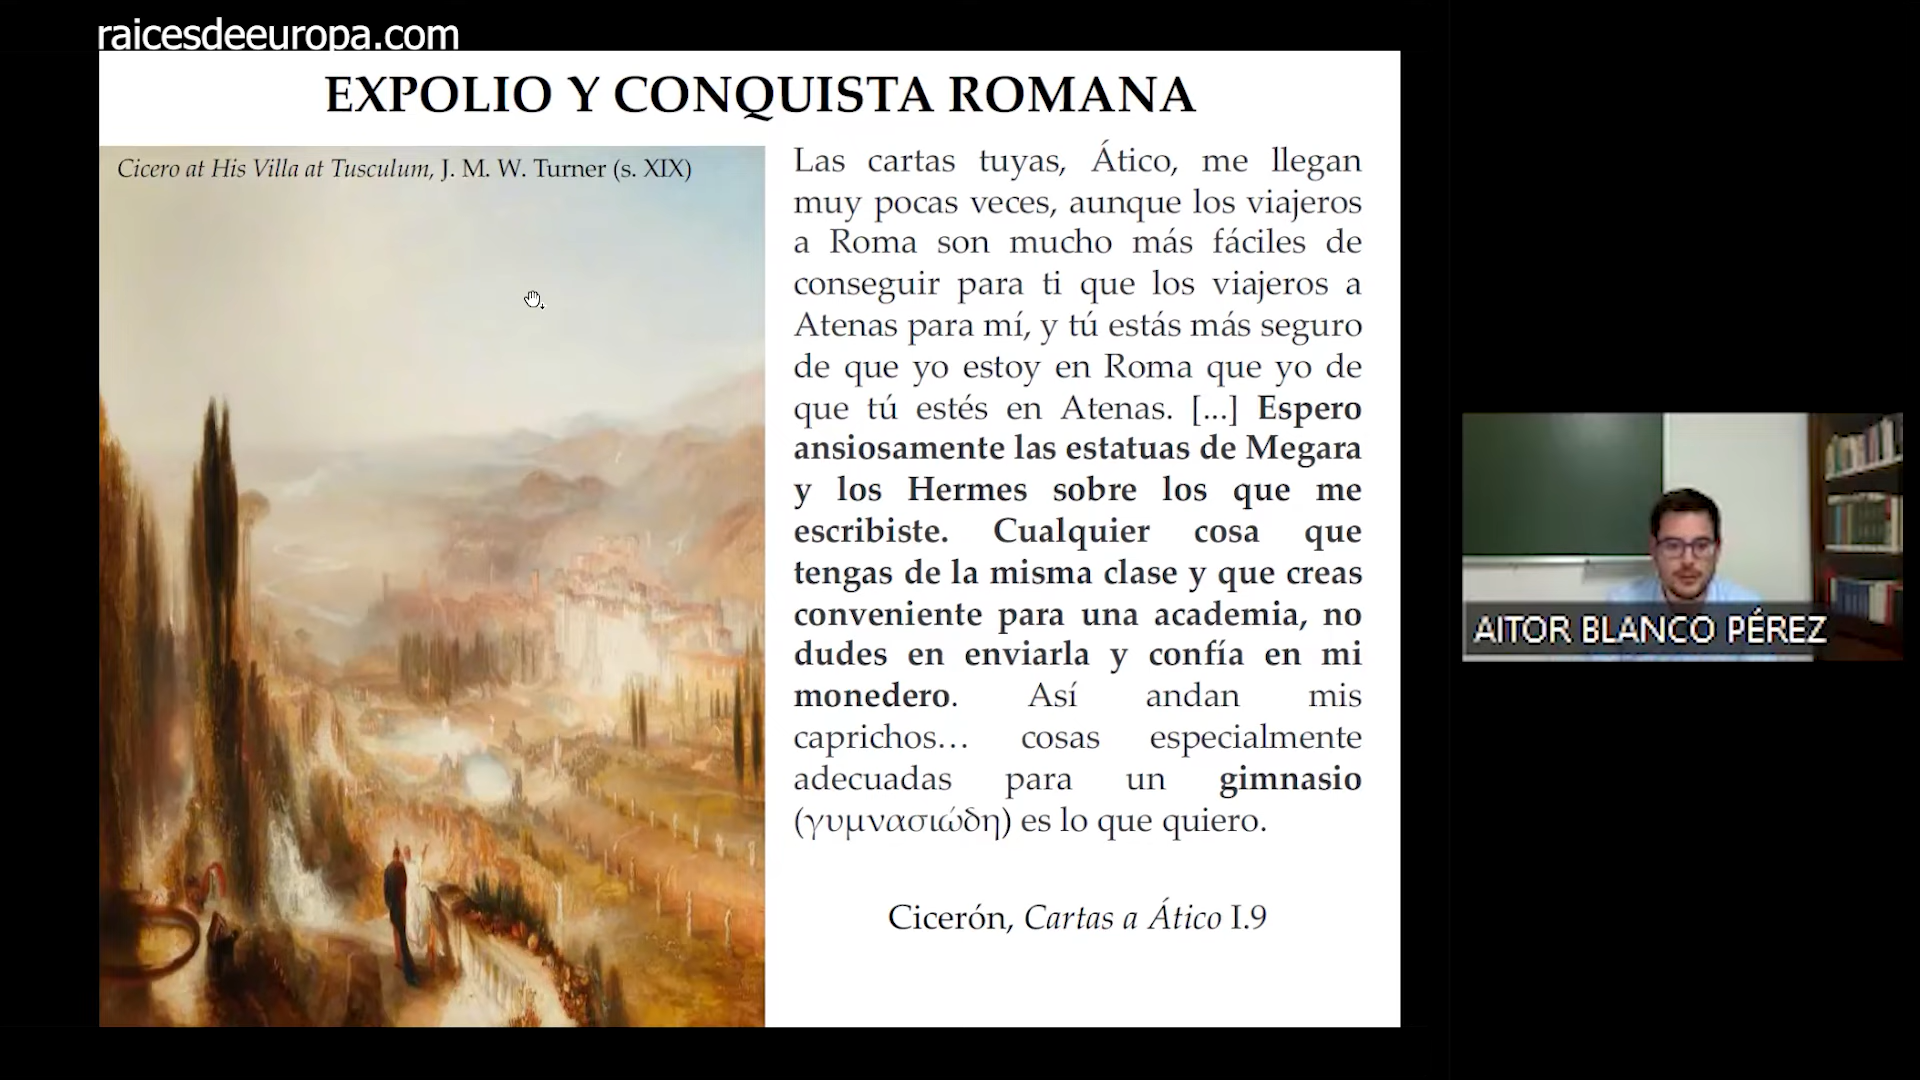 raicesdeeuropa.com
EXPOLIO Y CONQUISTA ROMANA
Cicero at His Villa at Tusculum, J. M. W. Turner (s. XIX)
Las cartas tuyas, Ático, me llegan
muy pocas veces, aunque los viajeros
a Roma son mucho más fáciles de
conseguir para ti que los viajeros a
Atenas para mí, y tú estás más seguro
de que yo estoy en Roma que yo de
que tú estés en Atenas. [...] Espero
ansiosamente las estatuas de Megara
y los Hermes sobre los que me
escribiste. Cualquier cosa que
tengas de la misma clase y que creas
conveniente para una academia, no
dudes en enviarla y confía en mi
monedero. Así andan mis
caprichos… cosas especialmente
adecuadas para un gimnasio
(γυμνασιώδη) es lo que quiero.
Cicerón, Cartas a Ático I.9
AITOR BLANCO PÉREZ